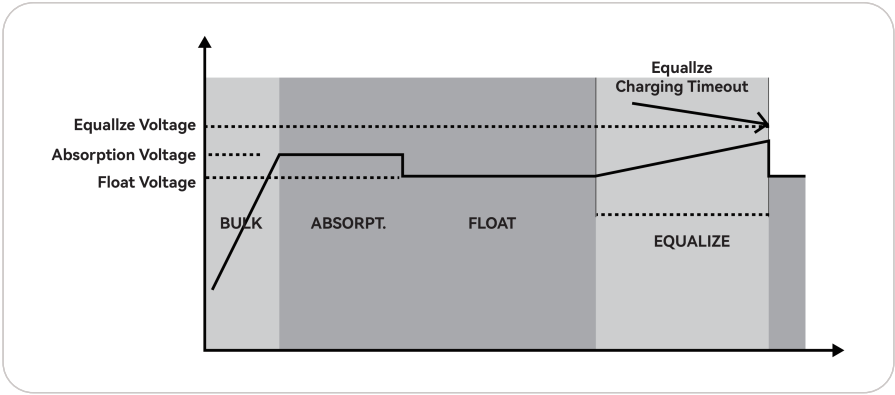 Equallze
Charging Timeout
Equallze Voltage
Absorption Voltage
Float Voltage
BULK
ABSORPT.
FLOAT
EQUALIZE